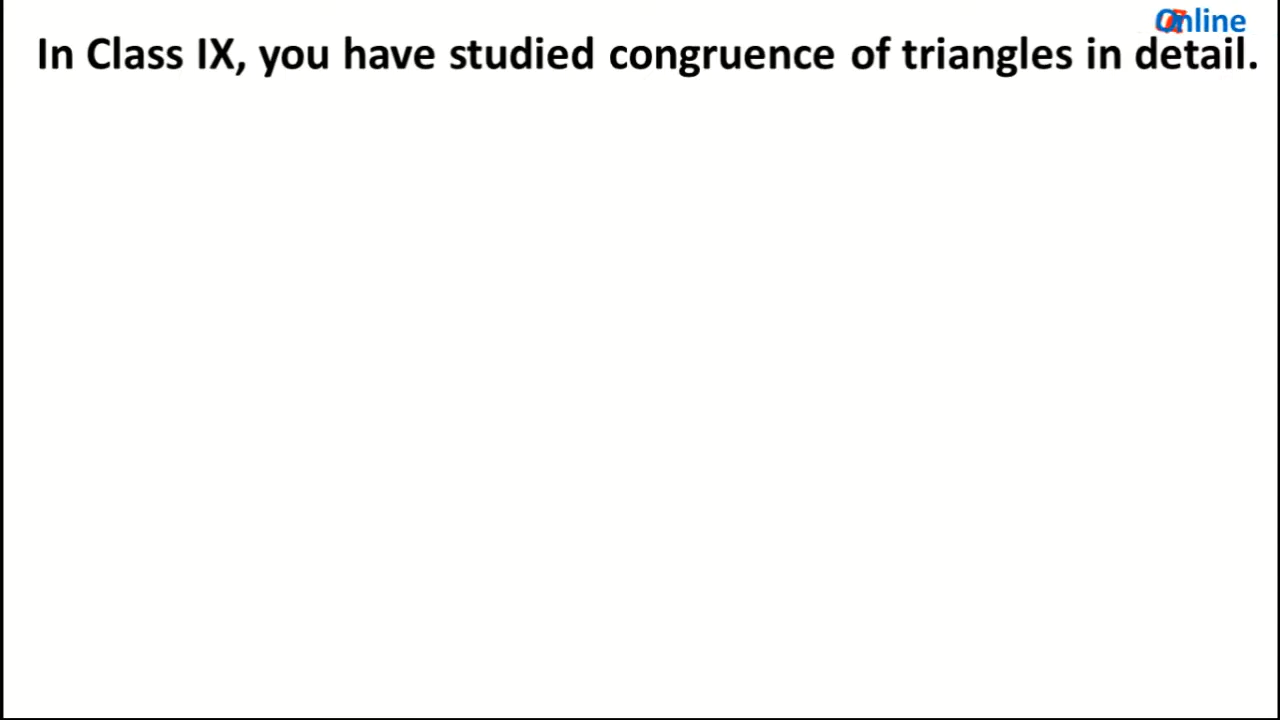 Online
In Class IX, you have studied congruence of triangles in detail.